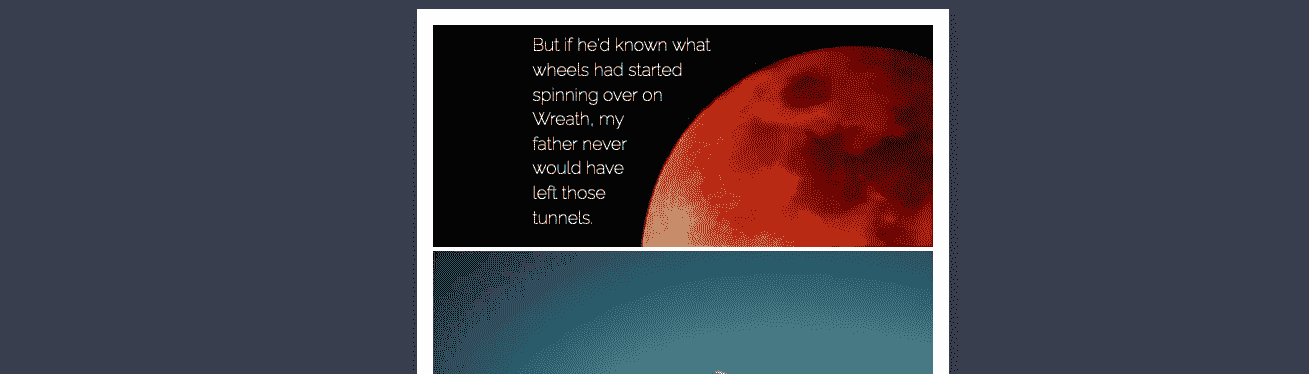 But if he'd known what
wheels had started
spinning over on
Wreath, my
father never
would have
left those
tunnels.